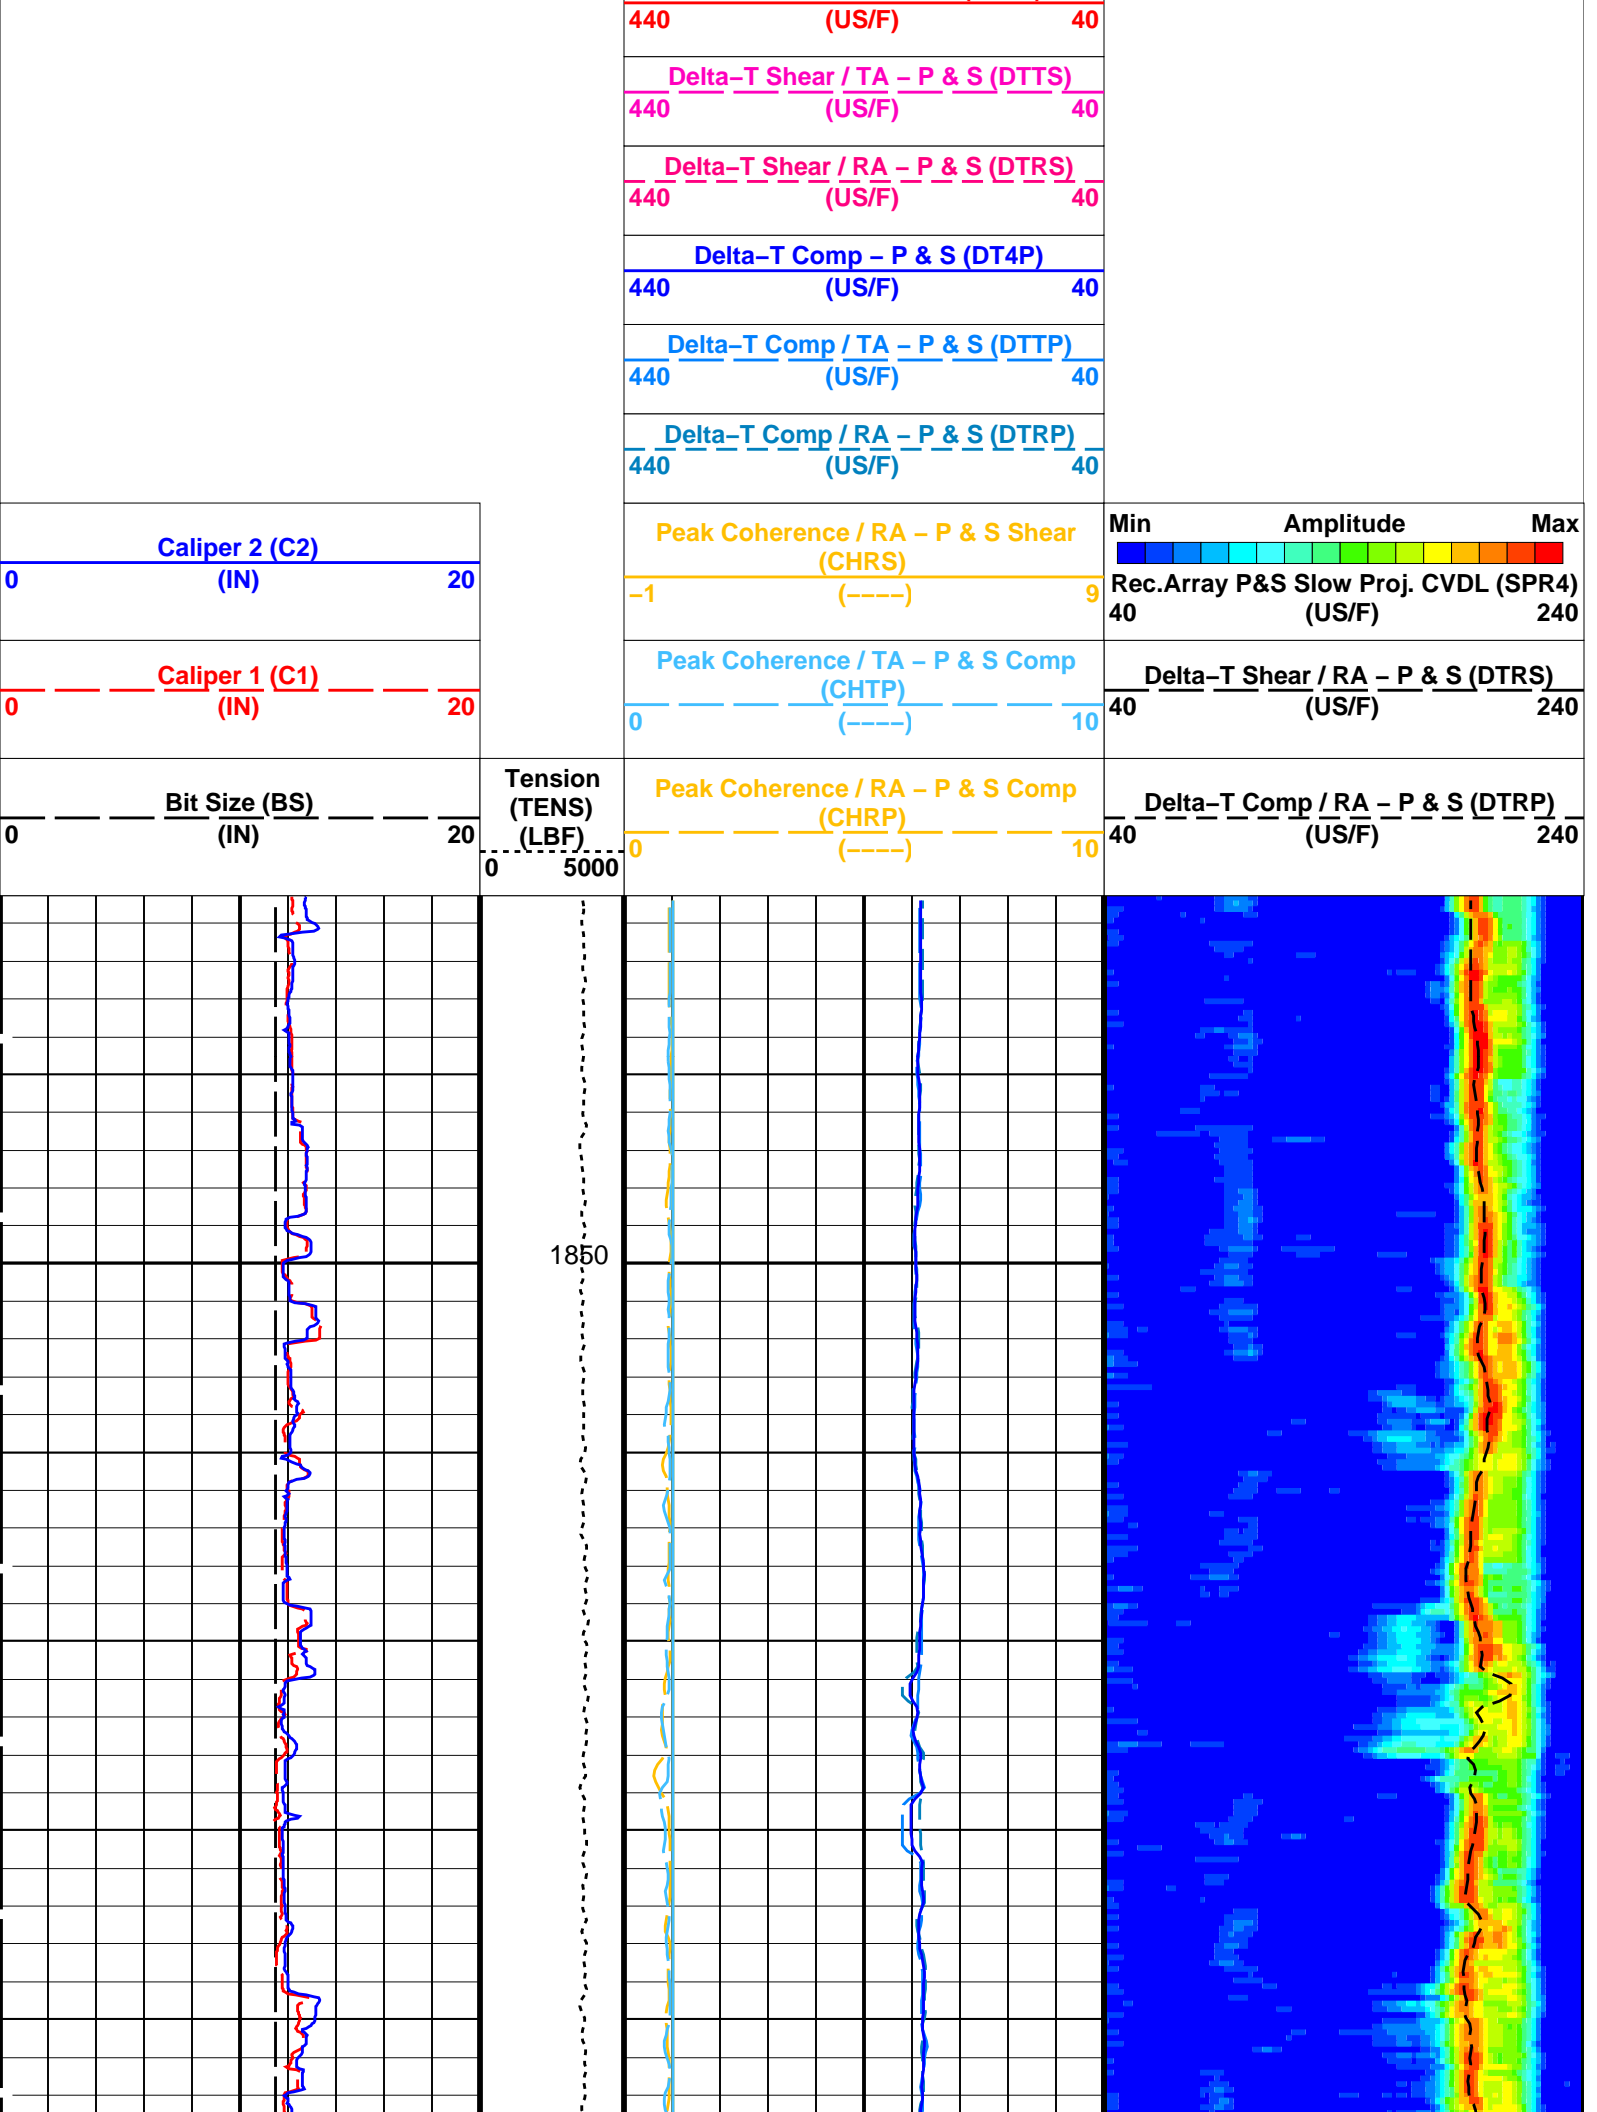 440 (US/F) 40
Delta–T Shear / TA – P & S (DTTS)
440 (US/F) 40
Delta–T Shear / RA – P & S (DTRS)
440 (US/F) 40
Delta–T Comp – P & S (DT4P)
440 (US/F) 40
Delta–T Comp / TA – P & S (DTTP)
440 (US/F) 40
Delta–T Comp / RA – P & S (DTRP)
440 (US/F) 40
Caliper 2 (C2)
0 (IN) 20
Caliper 1 (C1)
0 (IN) 20
Bit Size (BS)
0 (IN) 20
Tension
(TENS)
(LBF)
0 5000
Peak Coherence / RA – P & S Shear
(CHRS)
–1 (––––) 9
Peak Coherence / TA – P & S Comp
(CHTP)
0 (––––) 10
Peak Coherence / RA – P & S Comp
(CHRP)
0 (––––) 10
Min Amplitude Max
Rec.Array P&S Slow Proj. CVDL (SPR4)
40 (US/F) 240
Delta–T Shear / RA – P & S (DTRS)
40 (US/F) 240
Delta–T Comp / RA – P & S (DTRP)
40 (US/F) 240
1850